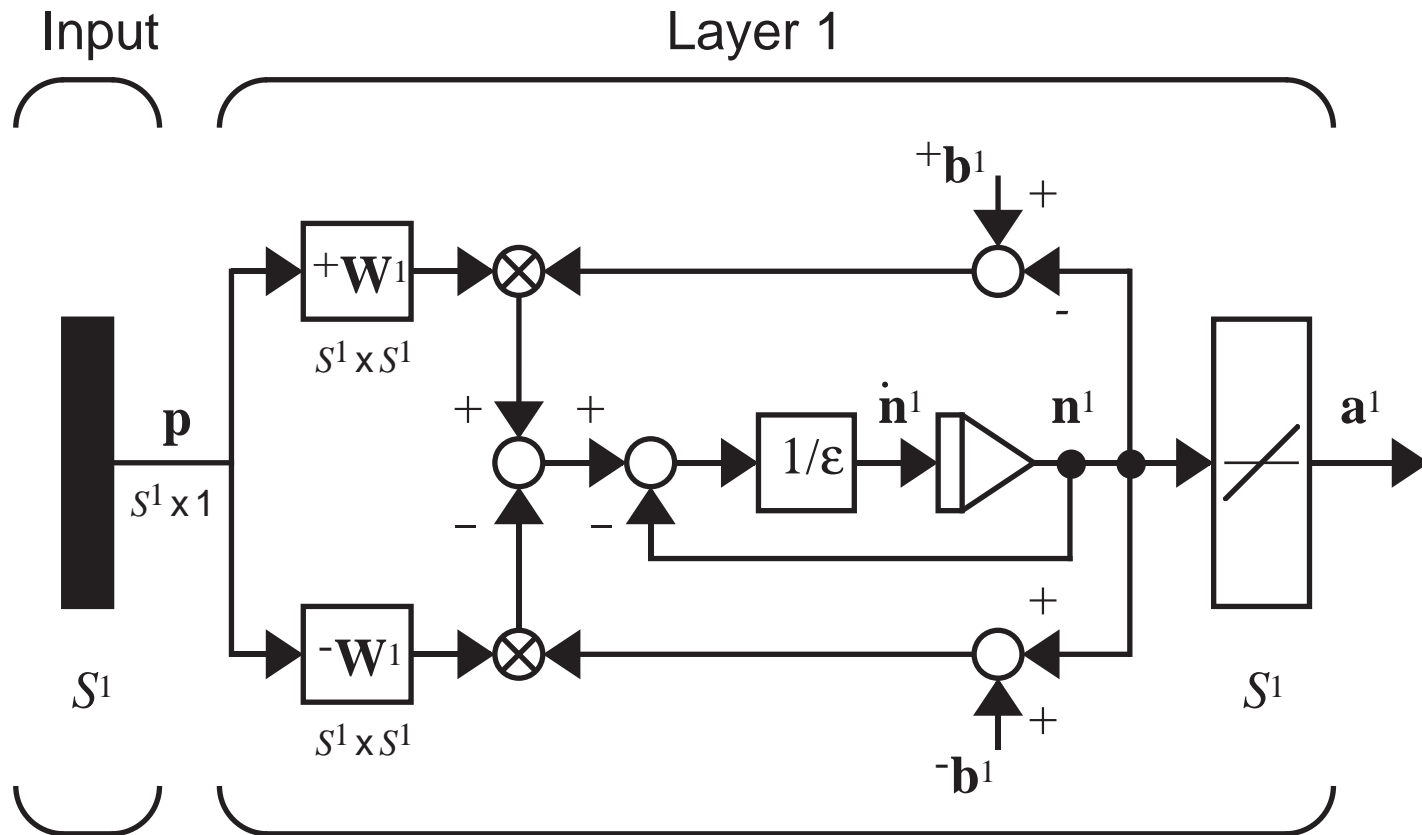 Input
Layer 1
+b1
+
-
+W1
S1 x S1
p
S1 x 1
+
-
+
-
1/ε
ṅ1
n1
a1
-W1
S1 x S1
+
+
-b1
S1
S1